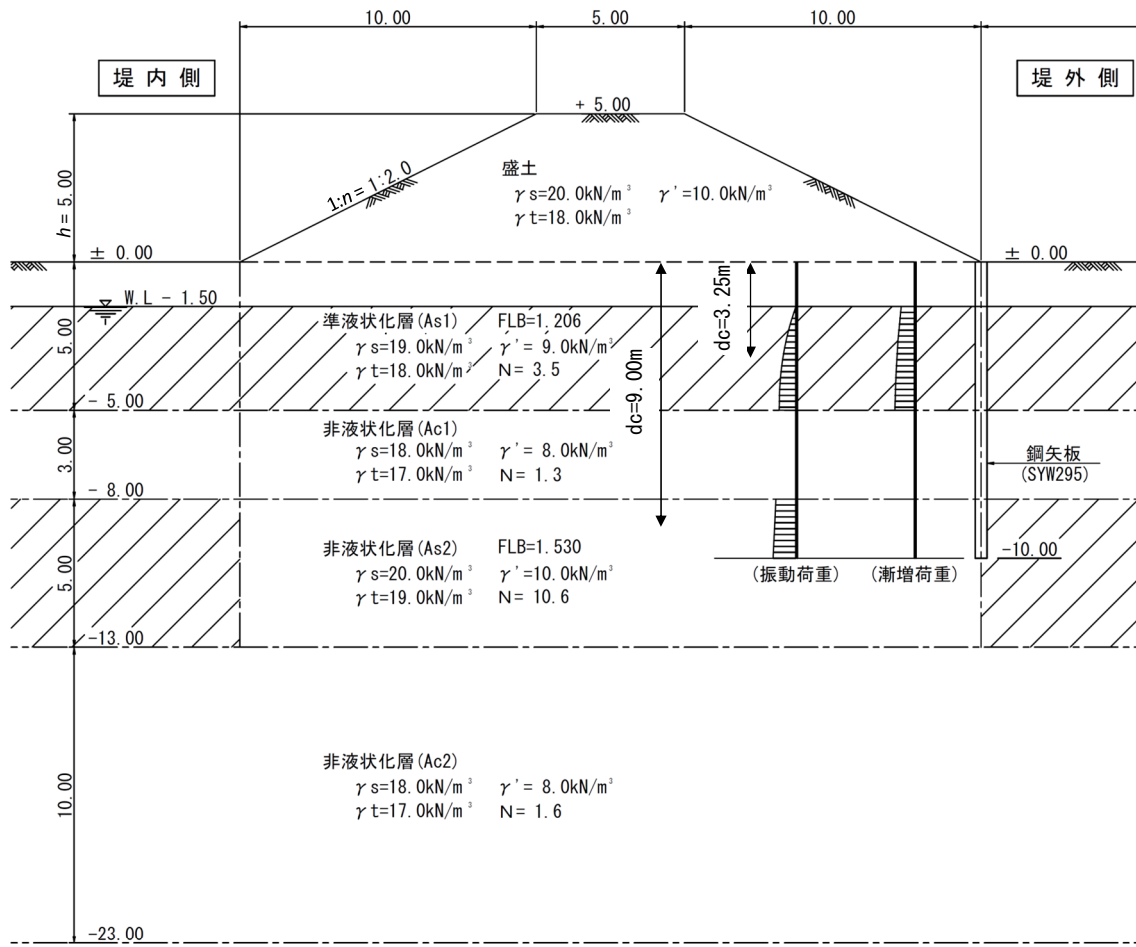 10.00
5.00
10.00
堤内側
堤外側
+ 5.00
h = 5.00
1:n = 1:2.0
盛土
γs=20.0kN/m³ γ'=10.0kN/m³
γt=18.0kN/m³
± 0.00
± 0.00
W.L - 1.50
5.00
準液状化層(As1) FLB=1.206
γs=19.0kN/m³ γ'= 9.0kN/m³
γt=18.0kN/m³ N= 3.5
dc=3.25m
dc=9.00m
- 5.00
3.00
非液状化層(Ac1)
γs=18.0kN/m³ γ'= 8.0kN/m³
γt=17.0kN/m³ N= 1.3
鋼矢板
(SYW295)
- 8.00
5.00
非液状化層(As2) FLB=1.530
γs=20.0kN/m³ γ'=10.0kN/m³
γt=19.0kN/m³ N= 10.6
-10.00
(振動荷重) (漸増荷重)
-13.00
10.00
非液状化層(Ac2)
γs=18.0kN/m³ γ'= 8.0kN/m³
γt=17.0kN/m³ N= 1.6
-23.00